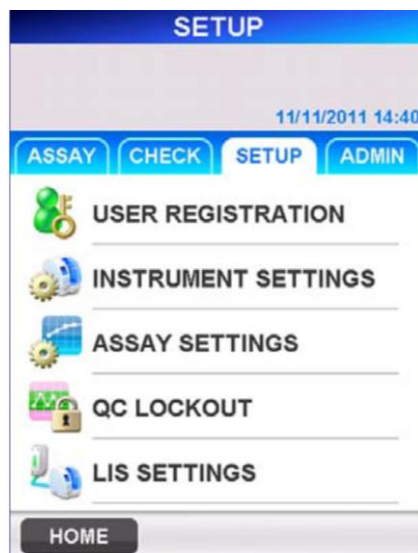 SETUP
11/11/2011 14:40
ASSAY CHECK SETUP ADMIN
USER REGISTRATION
INSTRUMENT SETTINGS
ASSAY SETTINGS
QC LOCKOUT
LIS SETTINGS
HOME